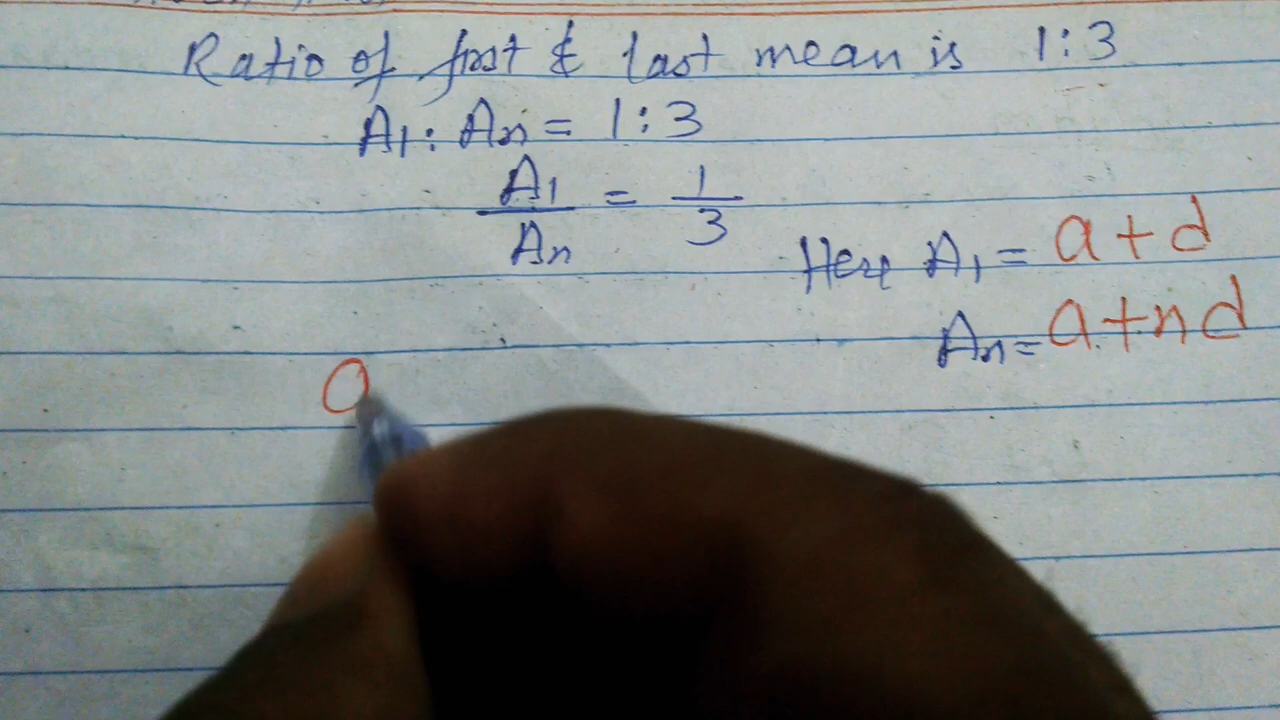 Ratio of first & last mean is 1:3
A1 : An = 1:3
A1/An = 1/3
Here A1 = a+d
An = a+nd
a